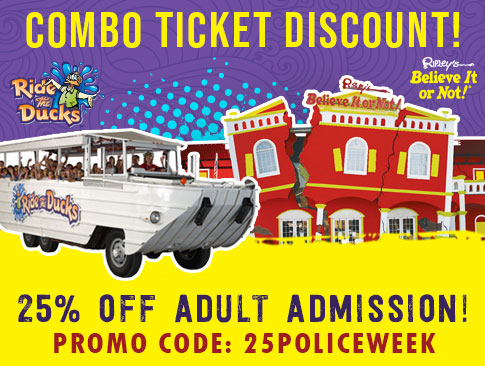 COMBO TICKET DISCOUNT!
Ride
The
Ducks
Ripley's
Believe It
or Not!
Ripley's
Believe It or Not!
Ride The Ducks
25% OFF ADULT ADMISSION!
PROMO CODE: 25POLICEWEEK